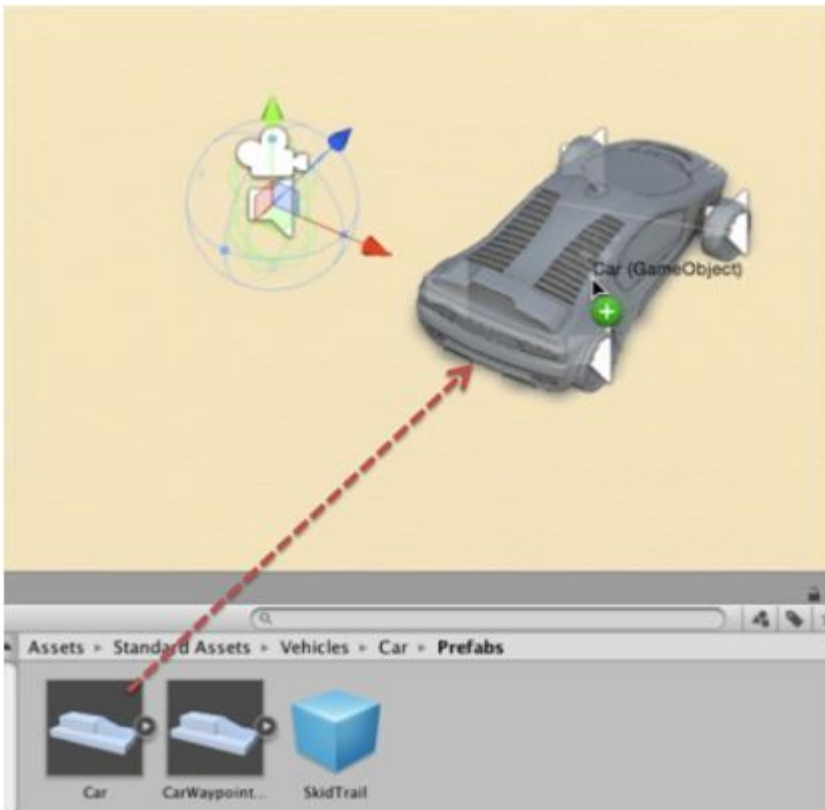 Car (GameObject)
Assets ▸ Standard Assets ▸ Vehicles ▸ Car ▸ Prefabs
Car
CarWaypoint...
SkidTrail